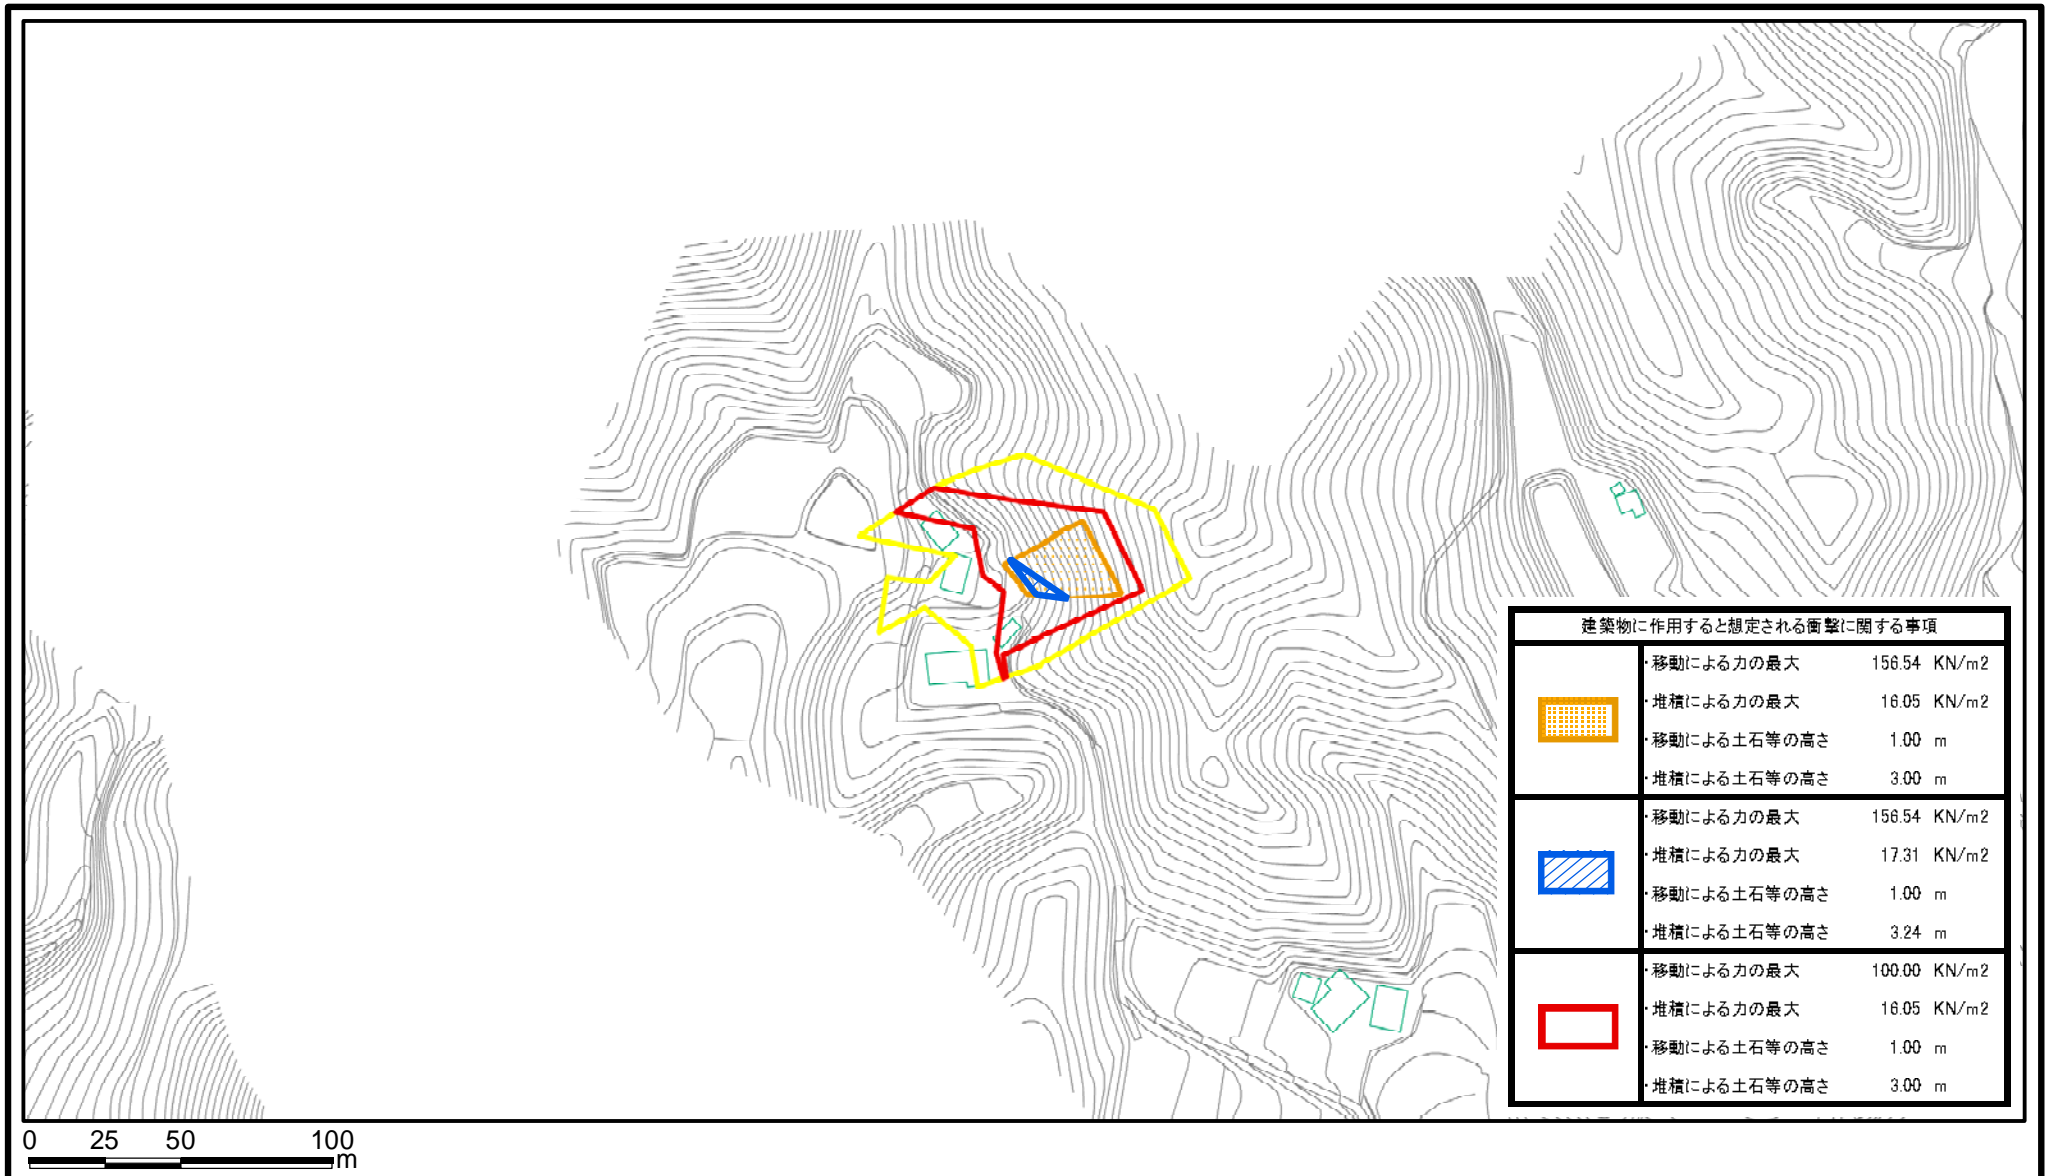 建築物に作用すると想定される衝撃に関する事項
・移動による力の最大 156.54 KN/m2
・堆積による力の最大 16.05 KN/m2
・移動による土石等の高さ 1.00 m
・堆積による土石等の高さ 3.00 m
・移動による力の最大 156.54 KN/m2
・堆積による力の最大 17.31 KN/m2
・移動による土石等の高さ 1.00 m
・堆積による土石等の高さ 3.24 m
・移動による力の最大 100.00 KN/m2
・堆積による力の最大 16.05 KN/m2
・移動による土石等の高さ 1.00 m
・堆積による土石等の高さ 3.00 m
0 25 50 100
m